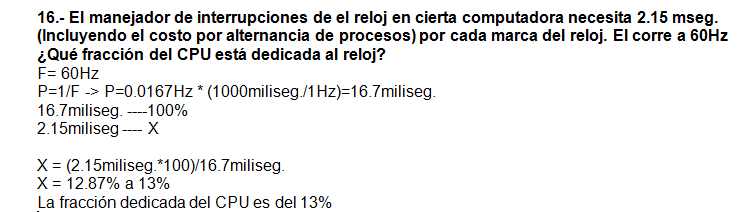 16.- El manejador de interrupciones de el reloj en cierta computadora necesita 2.15 mseg.
(Incluyendo el costo por alternancia de procesos) por cada marca del reloj. El corre a 60Hz
¿Qué fracción del CPU está dedicada al reloj?
F= 60Hz
P=1/F -> P=0.0167Hz * (1000miliseg./1Hz)=16.7miliseg.
16.7miliseg. ----100%
2.15miliseg ---- X
X = (2.15miliseg.*100)/16.7miliseg.
X = 12.87% a 13%
La fracción dedicada del CPU es del 13%